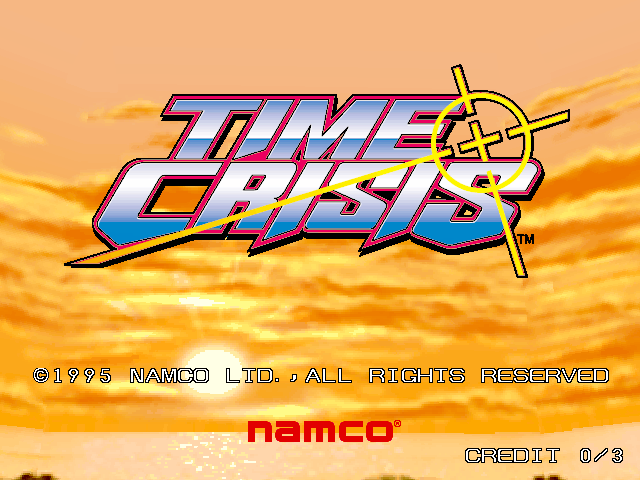 TIME
CRISIS
TM
©1995 NAMCO LTD.,ALL RIGHTS RESERVED
namco®
CREDIT 0/3